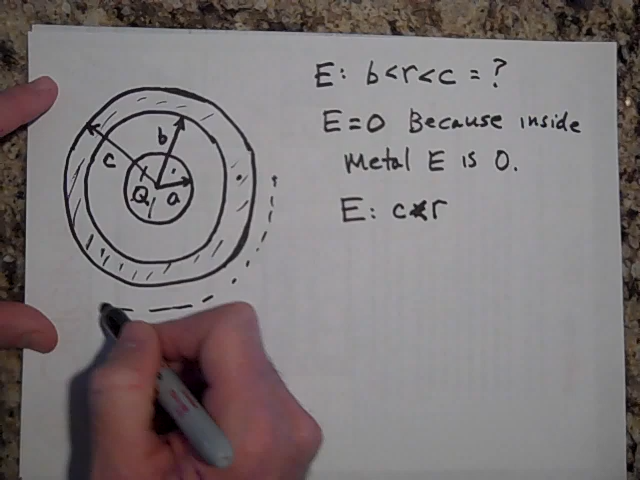 E: b<r<c = ?
E=0 Because inside
Metal E is 0.
E: c<r
b
c
Q
a